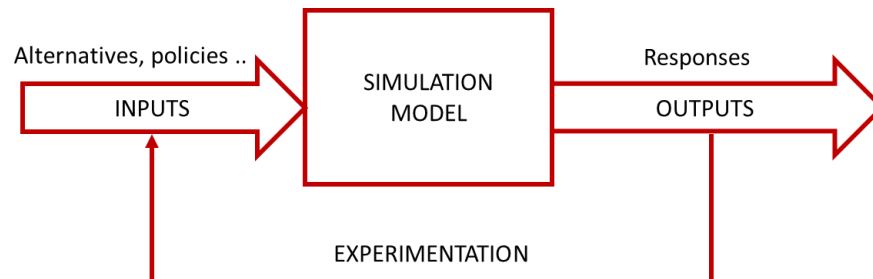 Alternatives, policies ..
INPUTS
SIMULATION
MODEL
Responses
OUTPUTS
EXPERIMENTATION